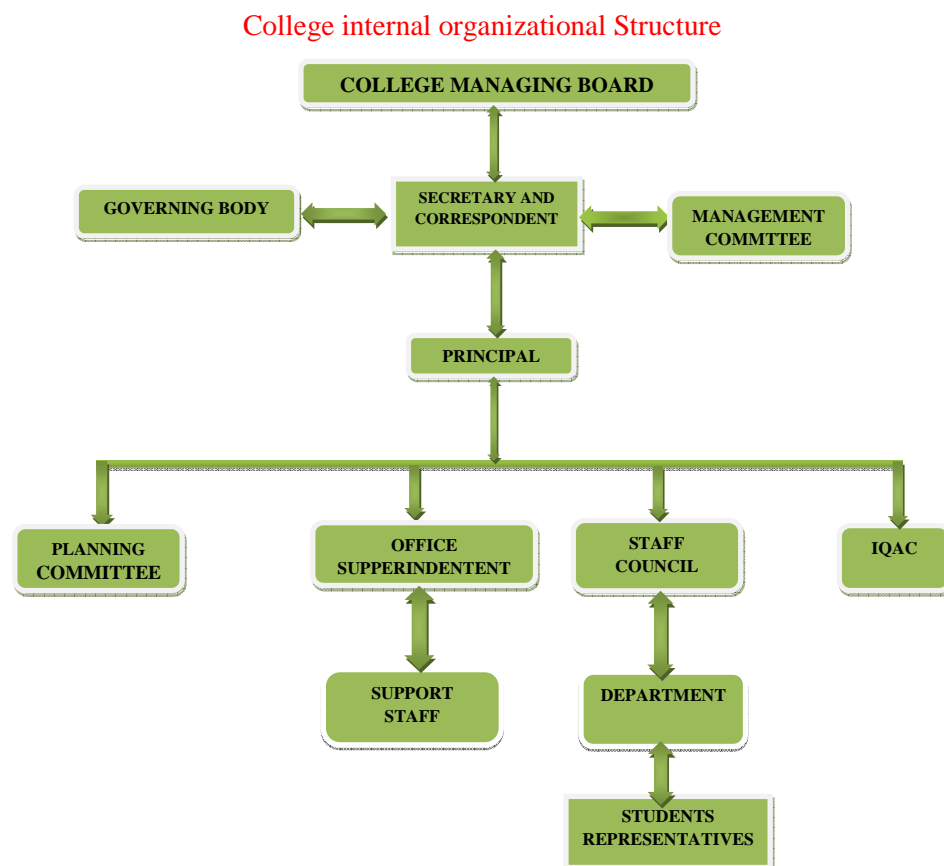 College internal organizational Structure
COLLEGE MANAGING BOARD
GOVERNING BODY
SECRETARY AND
CORRESPONDENT
MANAGEMENT
COMMTTEE
PRINCIPAL
PLANNING
COMMITTEE
OFFICE
SUPPERINDENTENT
STAFF
COUNCIL
IQAC
SUPPORT
STAFF
DEPARTMENT
STUDENTS
REPRESENTATIVES